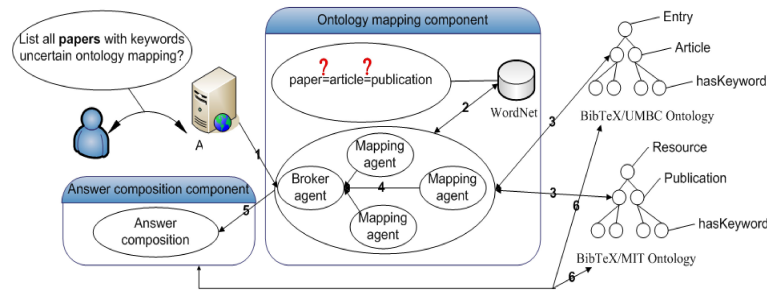 List all papers with keywords
uncertain ontology mapping?
A
Ontology mapping component
? ?
paper=article=publication
WordNet
1
2
3
3
Mapping
agent
Broker
agent
4
Mapping
agent
Mapping
agent
Answer composition component
5
Answer
composition
Entry
Article
hasKeyword
BibTeX/UMBC Ontology
Resource
Publication
6
hasKeyword
BibTeX/MIT Ontology
6